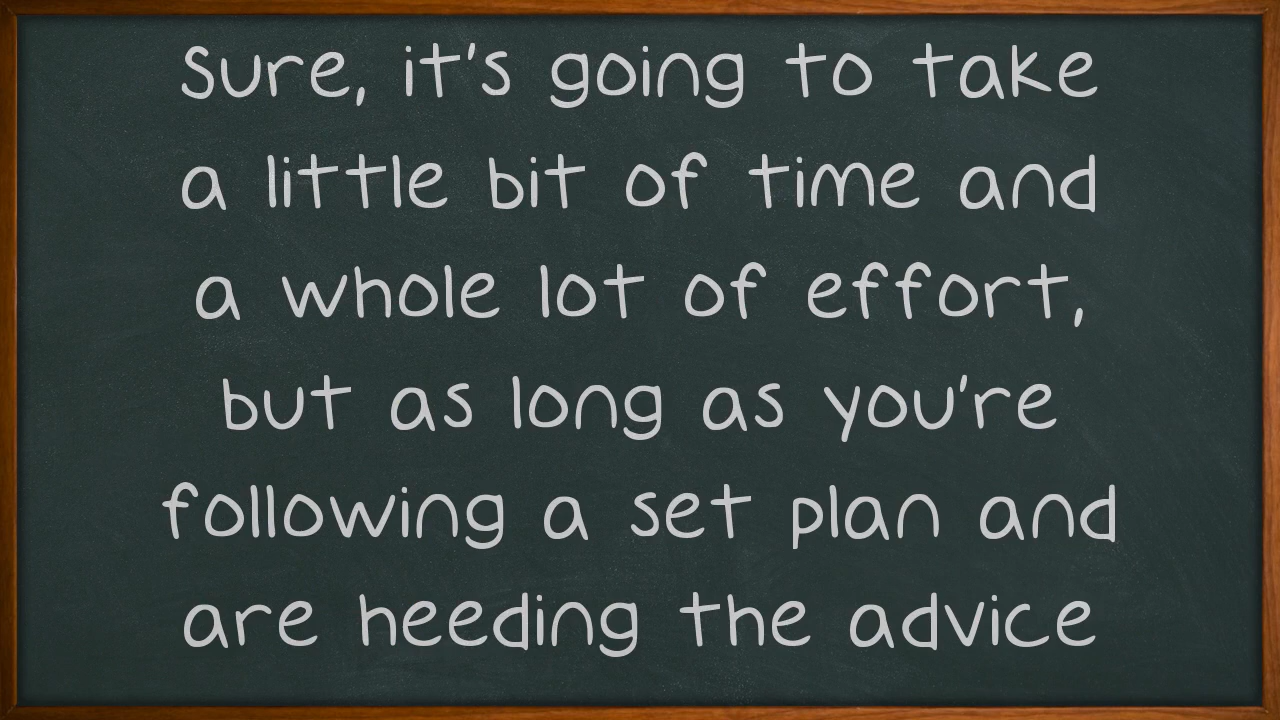 Sure, it's going to take
a little bit of time and
a whole lot of effort,
but as long as you're
following a set plan and
are heeding the advice